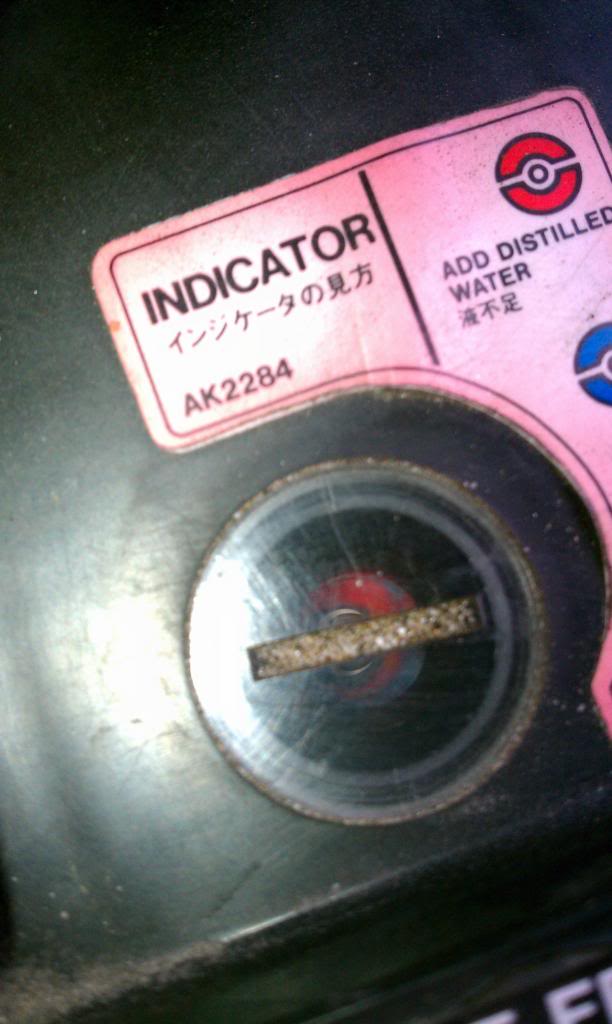 INDICATOR
インジケータの見方
AK2284
ADD DISTILLED
WATER
液不足